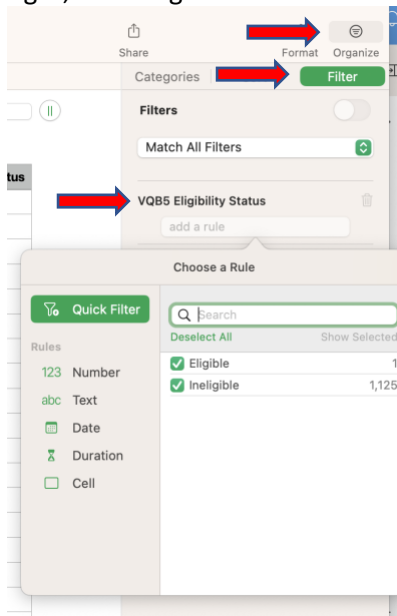 Share
Format Organize
Categories
Filter
Filters
Match All Filters
tus
VQB5 Eligibility Status
add a rule
Choose a Rule
Quick Filter
Search
Deselect All
Show Selected
Rules
Eligible
1
123 Number
Ineligible
1,125
abc Text
Date
Duration
Cell